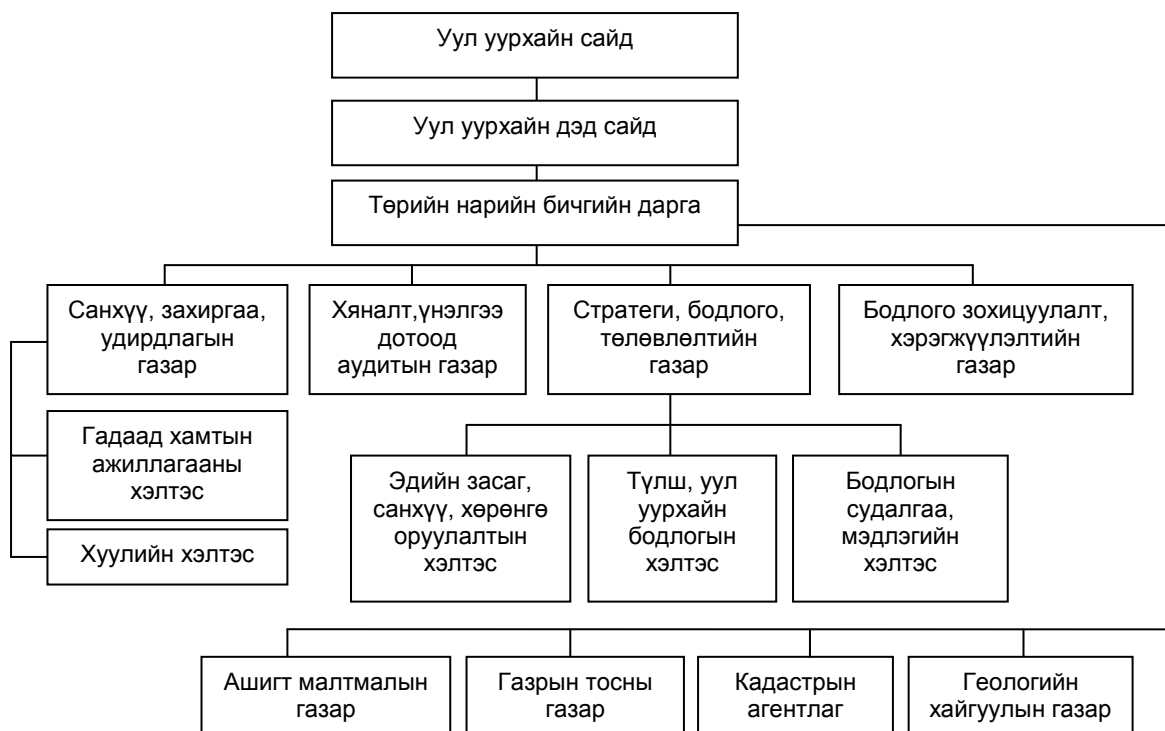 Уул уурхайн сайд
Уул уурхайн дэд сайд
Төрийн нарийн бичгийн дарга
Санхүү, захиргаа,
удирдлагын
газар
Хяналт,үнэлгээ
дотоод
аудитын газар
Стратеги, бодлого,
төлөвлөлтийн
газар
Бодлого зохицуулалт,
хэрэгжүүлэлтийн
газар
Гадаад хамтын
ажиллагааны
хэлтэс
Хуулийн хэлтэс
Эдийн засаг,
санхүү, хөрөнгө
оруулалтын
хэлтэс
Түлш, уул
уурхайн
бодлогын
хэлтэс
Бодлогын
судалгаа,
мэдлэгийн
хэлтэс
Ашигт малтмалын
газар
Газрын тосны
газар
Кадастрын
агентлаг
Геологийн
хайгуулын газар